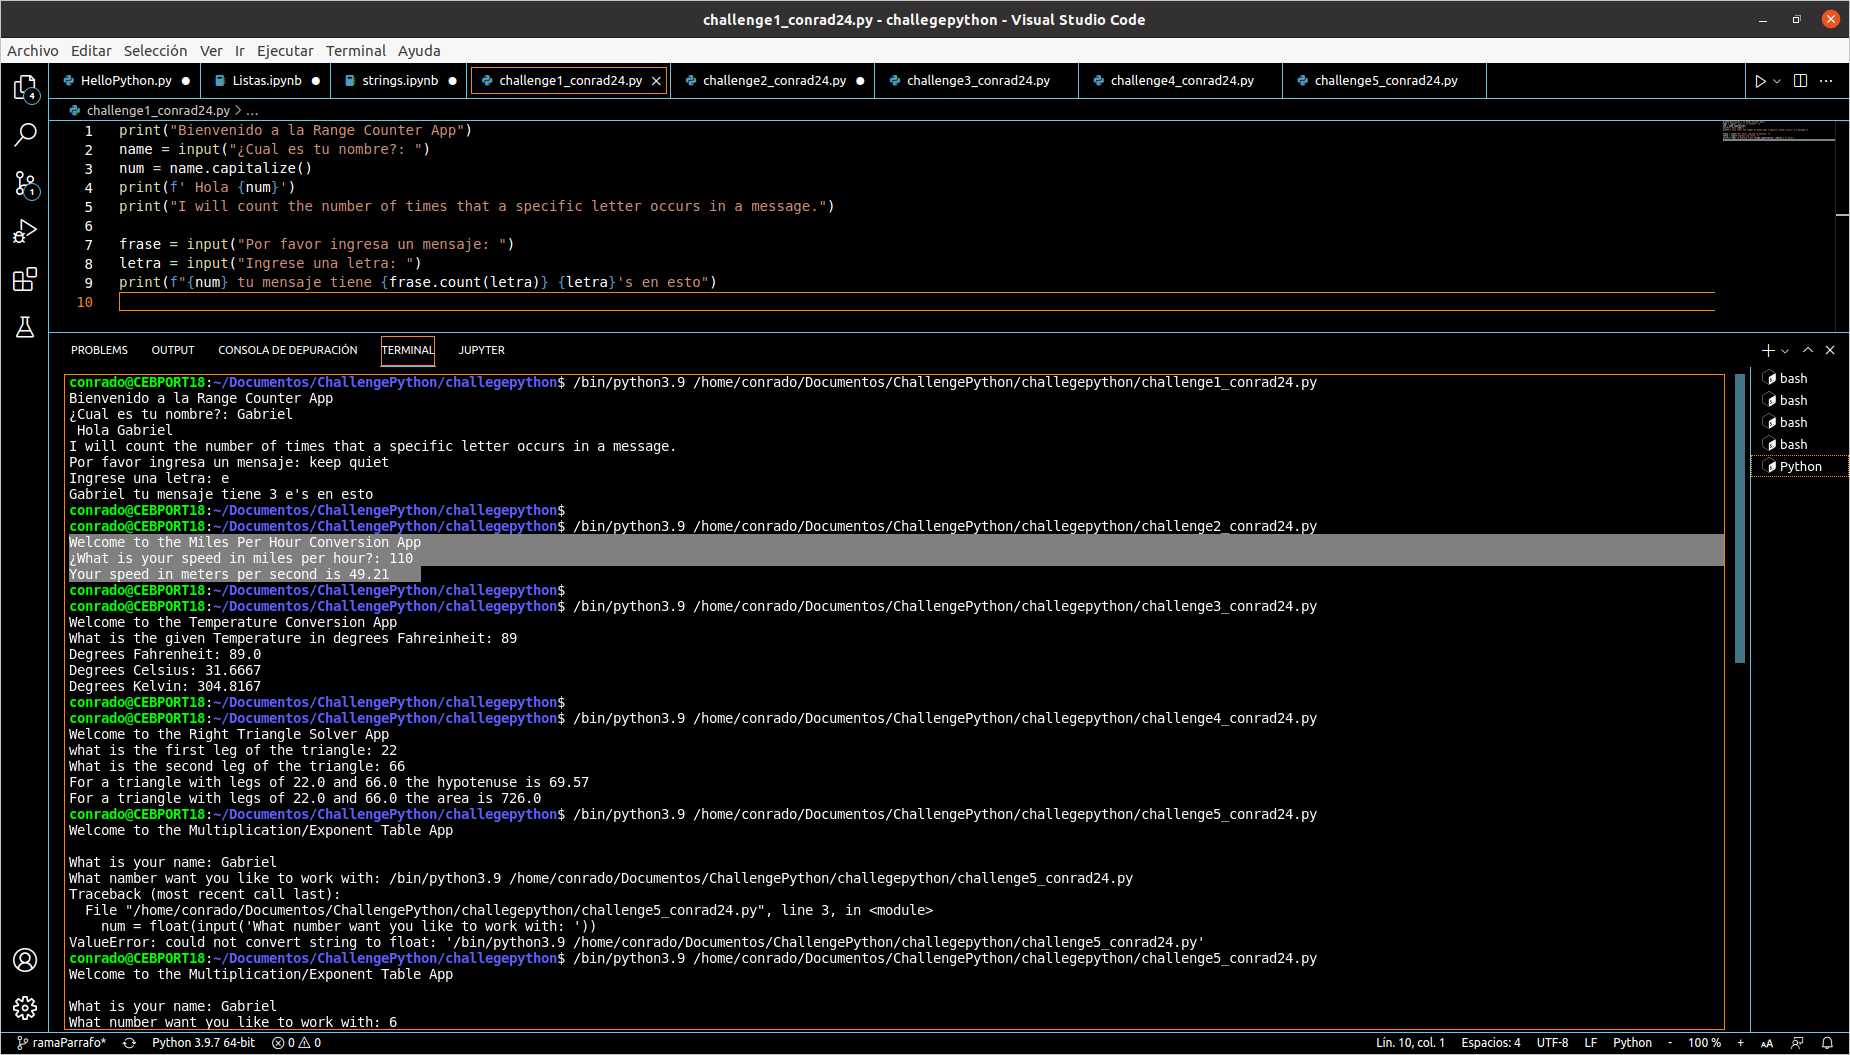 challenge1_conrad24.py - challegepython - Visual Studio Code
Archivo Editar Selección Ver Ir Ejecutar Terminal Ayuda
HelloPython.py Listas.ipynb strings.ipynb challenge1_conrad24.py challenge2_conrad24.py challenge3_conrad24.py challenge4_conrad24.py challenge5_conrad24.py
challenge1_conrad24.py > ...
1 print("Bienvenido a la Range Counter App")
2 name = input("¿Cual es tu nombre?: ")
3 num = name.capitalize()
4 print(f' Hola {num}')
5 print("I will count the number of times that a specific letter occurs in a message.")
6
7 frase = input("Por favor ingresa un mensaje: ")
8 letra = input("Ingrese una letra: ")
9 print(f"{num} tu mensaje tiene {frase.count(letra)} {letra}'s en esto")
10
4
1
PROBLEMS OUTPUT CONSOLA DE DEPURACIÓN TERMINAL JUPYTER
conrado@CEBPORT18:~/Documentos/ChallengePython/challegepython$ /bin/python3.9 /home/conrado/Documentos/ChallengePython/challegepython/challenge1_conrad24.py
Bienvenido a la Range Counter App
¿Cual es tu nombre?: Gabriel
 Hola Gabriel
I will count the number of times that a specific letter occurs in a message.
Por favor ingresa un mensaje: keep quiet
Ingrese una letra: e
Gabriel tu mensaje tiene 3 e's en esto
conrado@CEBPORT18:~/Documentos/ChallengePython/challegepython$
conrado@CEBPORT18:~/Documentos/ChallengePython/challegepython$ /bin/python3.9 /home/conrado/Documentos/ChallengePython/challegepython/challenge2_conrad24.py
Welcome to the Miles Per Hour Conversion App
¿What is your speed in miles per hour?: 110
Your speed in meters per second is 49.21
conrado@CEBPORT18:~/Documentos/ChallengePython/challegepython$
conrado@CEBPORT18:~/Documentos/ChallengePython/challegepython$ /bin/python3.9 /home/conrado/Documentos/ChallengePython/challegepython/challenge3_conrad24.py
Welcome to the Temperature Conversion App
What is the given Temperature in degrees Fahreinheit: 89
Degrees Fahrenheit: 89.0
Degrees Celsius: 31.6667
Degrees Kelvin: 304.8167
conrado@CEBPORT18:~/Documentos/ChallengePython/challegepython$
conrado@CEBPORT18:~/Documentos/ChallengePython/challegepython$ /bin/python3.9 /home/conrado/Documentos/ChallengePython/challegepython/challenge4_conrad24.py
Welcome to the Right Triangle Solver App
what is the first leg of the triangle: 22
What is the second leg of the triangle: 66
For a triangle with legs of 22.0 and 66.0 the hypotenuse is 69.57
For a triangle with legs of 22.0 and 66.0 the area is 726.0
conrado@CEBPORT18:~/Documentos/ChallengePython/challegepython$ /bin/python3.9 /home/conrado/Documentos/ChallengePython/challegepython/challenge5_conrad24.py
Welcome to the Multiplication/Exponent Table App

What is your name: Gabriel
What namber want you like to work with: /bin/python3.9 /home/conrado/Documentos/ChallengePython/challegepython/challenge5_conrad24.py
Traceback (most recent call last):
  File "/home/conrado/Documentos/ChallengePython/challegepython/challenge5_conrad24.py", line 3, in <module>
    num = float(input('What number want you like to work with: '))
ValueError: could not convert string to float: '/bin/python3.9 /home/conrado/Documentos/ChallengePython/challegepython/challenge5_conrad24.py'
conrado@CEBPORT18:~/Documentos/ChallengePython/challegepython$ /bin/python3.9 /home/conrado/Documentos/ChallengePython/challegepython/challenge5_conrad24.py
Welcome to the Multiplication/Exponent Table App

What is your name: Gabriel
What number want you like to work with: 6
bash
bash
bash
bash
Python
ramaParrafo* Python 3.9.7 64-bit 0 0 Lín. 10, col. 1 Espacios: 4 UTF-8 LF Python - 100 % + AA